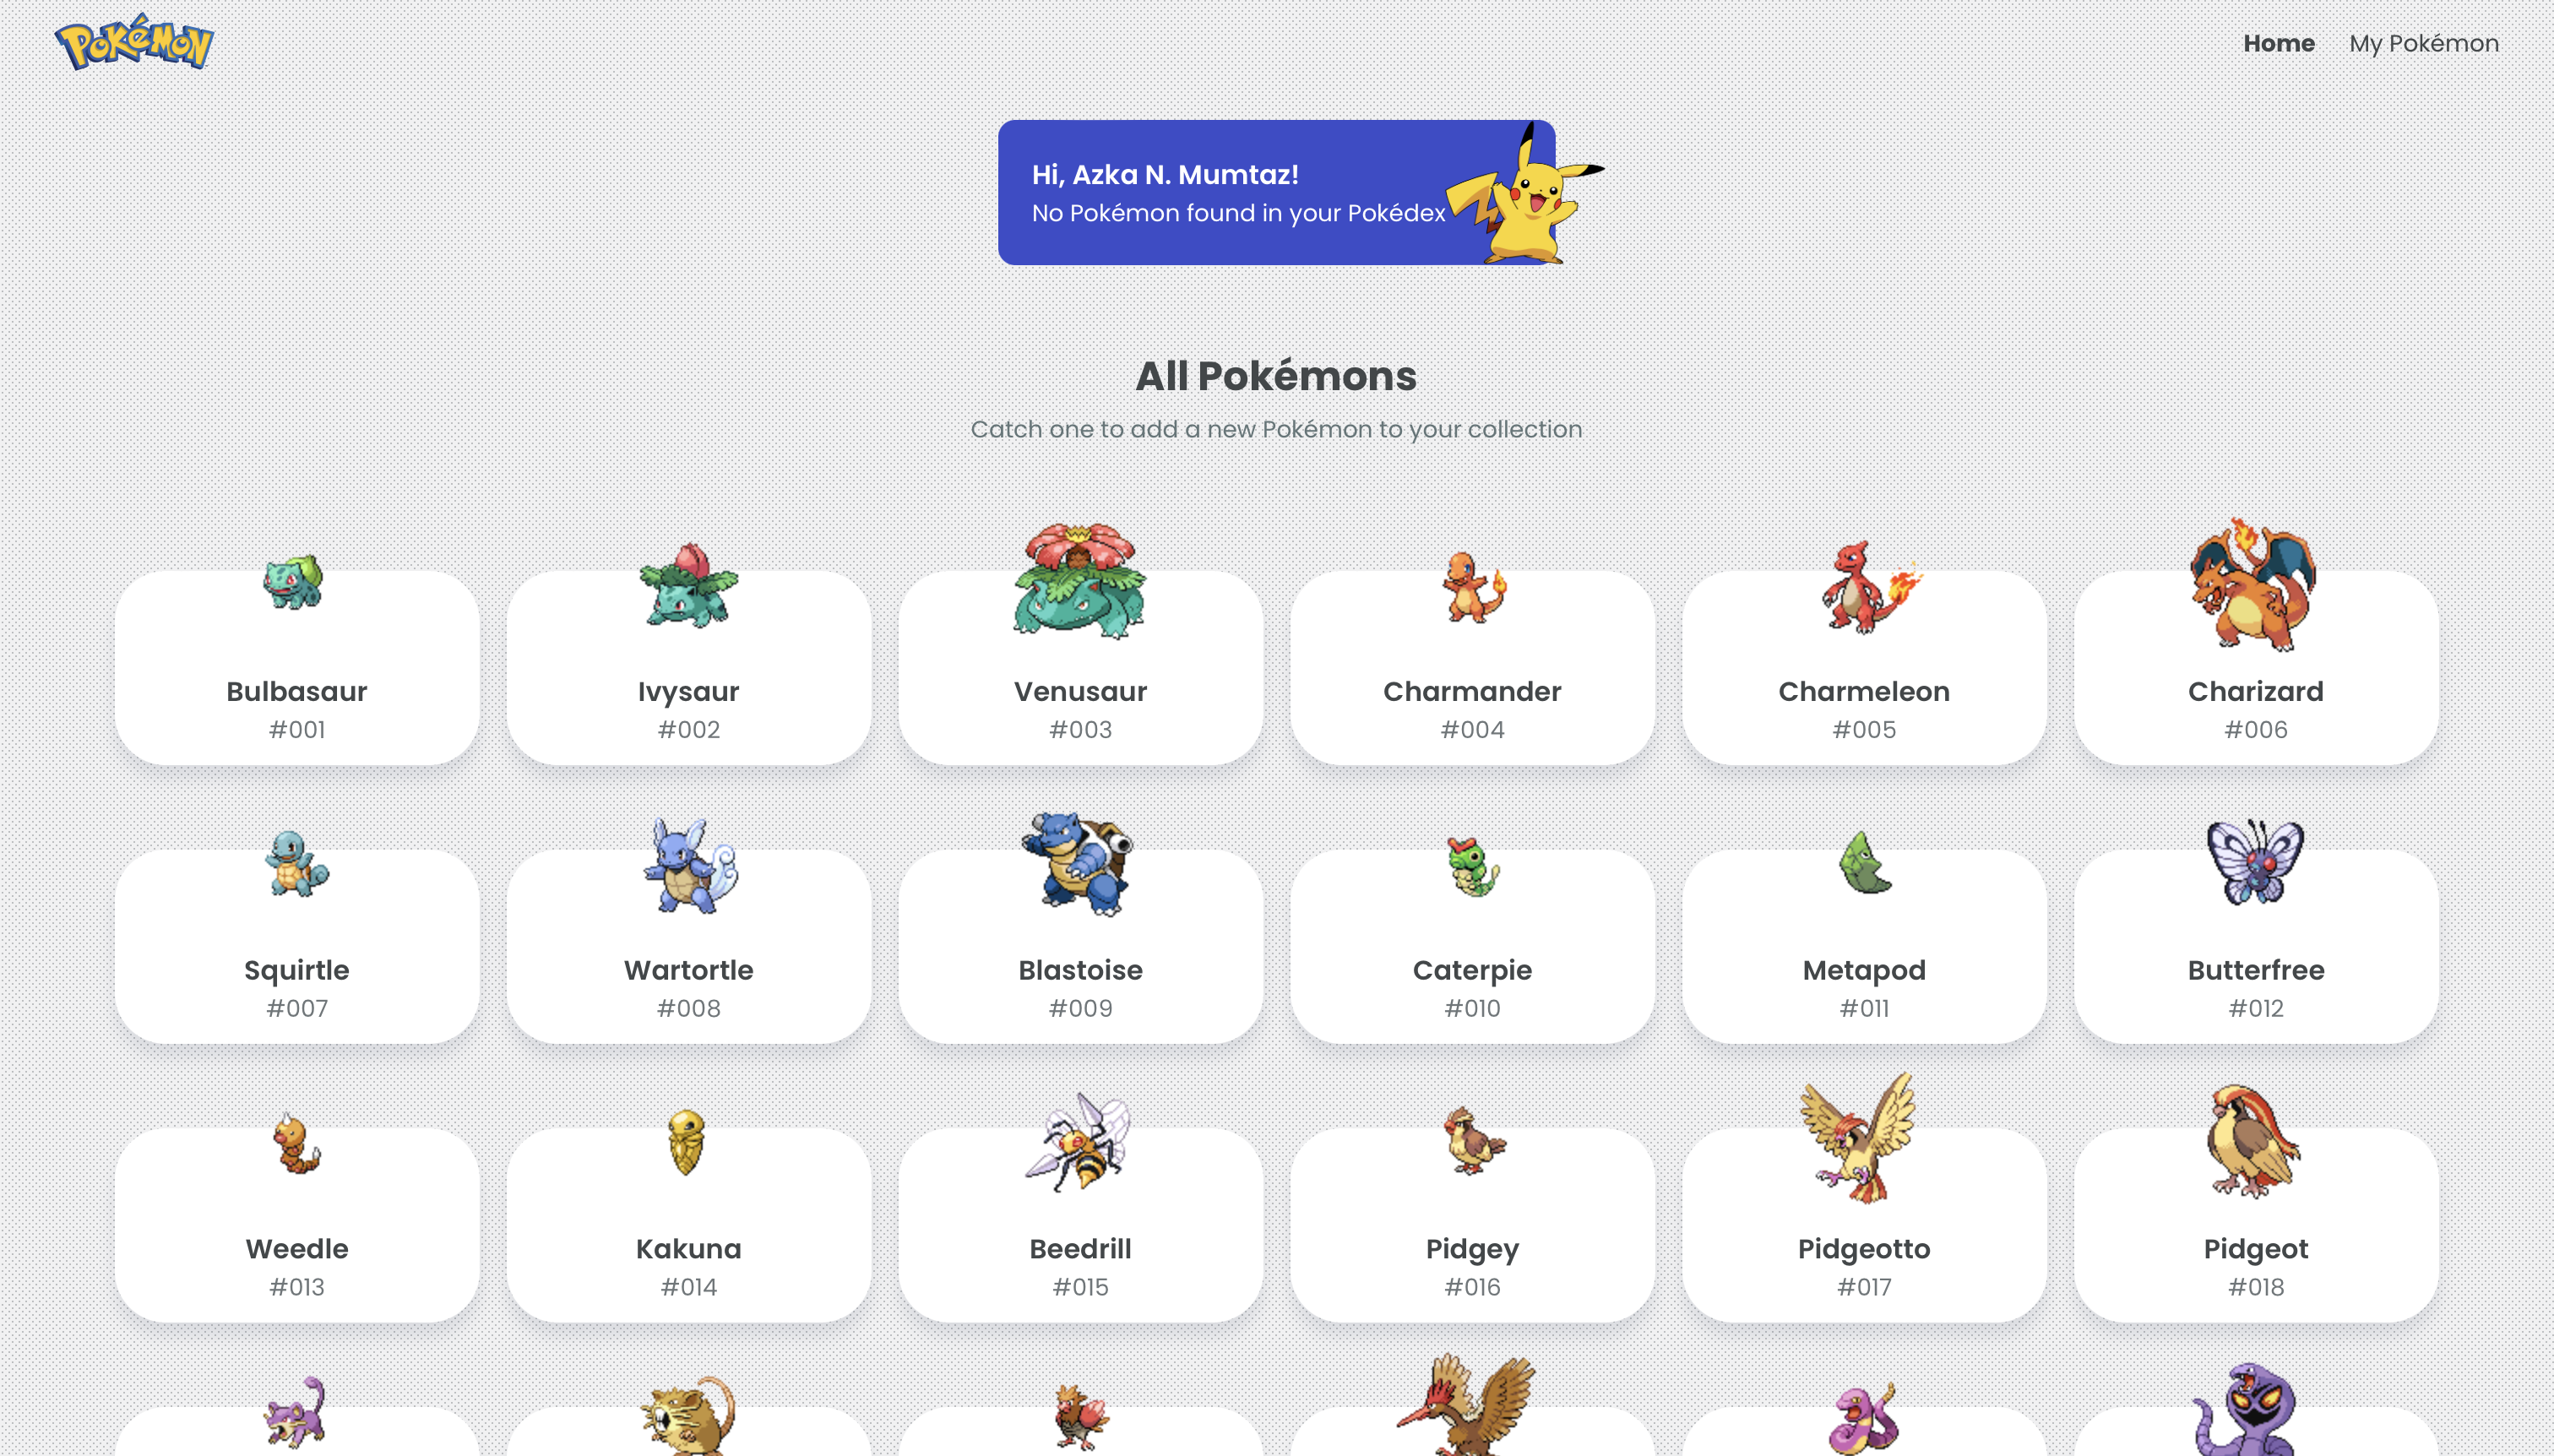 Pokémon
Home
My Pokémon
Hi, Azka N. Mumtaz!
No Pokémon found in your Pokédex
All Pokémons
Catch one to add a new Pokémon to your collection
Bulbasaur
#001
Ivysaur
#002
Venusaur
#003
Charmander
#004
Charmeleon
#005
Charizard
#006
Squirtle
#007
Wartortle
#008
Blastoise
#009
Caterpie
#010
Metapod
#011
Butterfree
#012
Weedle
#013
Kakuna
#014
Beedrill
#015
Pidgey
#016
Pidgeotto
#017
Pidgeot
#018